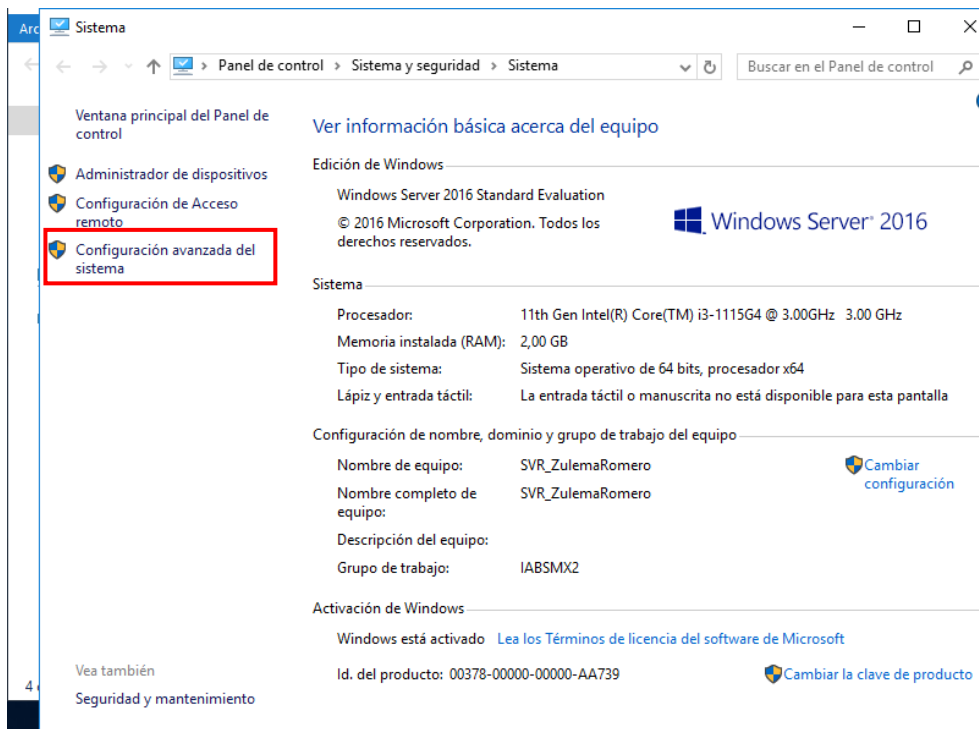 Arc
Sistema
Panel de control > Sistema y seguridad > Sistema
Buscar en el Panel de control
Ventana principal del Panel de
control
Administrador de dispositivos
Configuración de Acceso
remoto
Configuración avanzada del
sistema
Vea también
Seguridad y mantenimiento
4
Ver información básica acerca del equipo
Edición de Windows
Windows Server 2016 Standard Evaluation
© 2016 Microsoft Corporation. Todos los
derechos reservados.
Windows Server® 2016
Sistema
Procesador: 11th Gen Intel(R) Core(TM) i3-1115G4 @ 3.00GHz 3.00 GHz
Memoria instalada (RAM): 2,00 GB
Tipo de sistema: Sistema operativo de 64 bits, procesador x64
Lápiz y entrada táctil: La entrada táctil o manuscrita no está disponible para esta pantalla
Configuración de nombre, dominio y grupo de trabajo del equipo
Nombre de equipo: SVR_ZulemaRomero
Cambiar
configuración
Nombre completo de
equipo:
SVR_ZulemaRomero
Descripción del equipo:
Grupo de trabajo: IABSMX2
Activación de Windows
Windows está activado Lea los Términos de licencia del software de Microsoft
Id. del producto: 00378-00000-00000-AA739
Cambiar la clave de producto